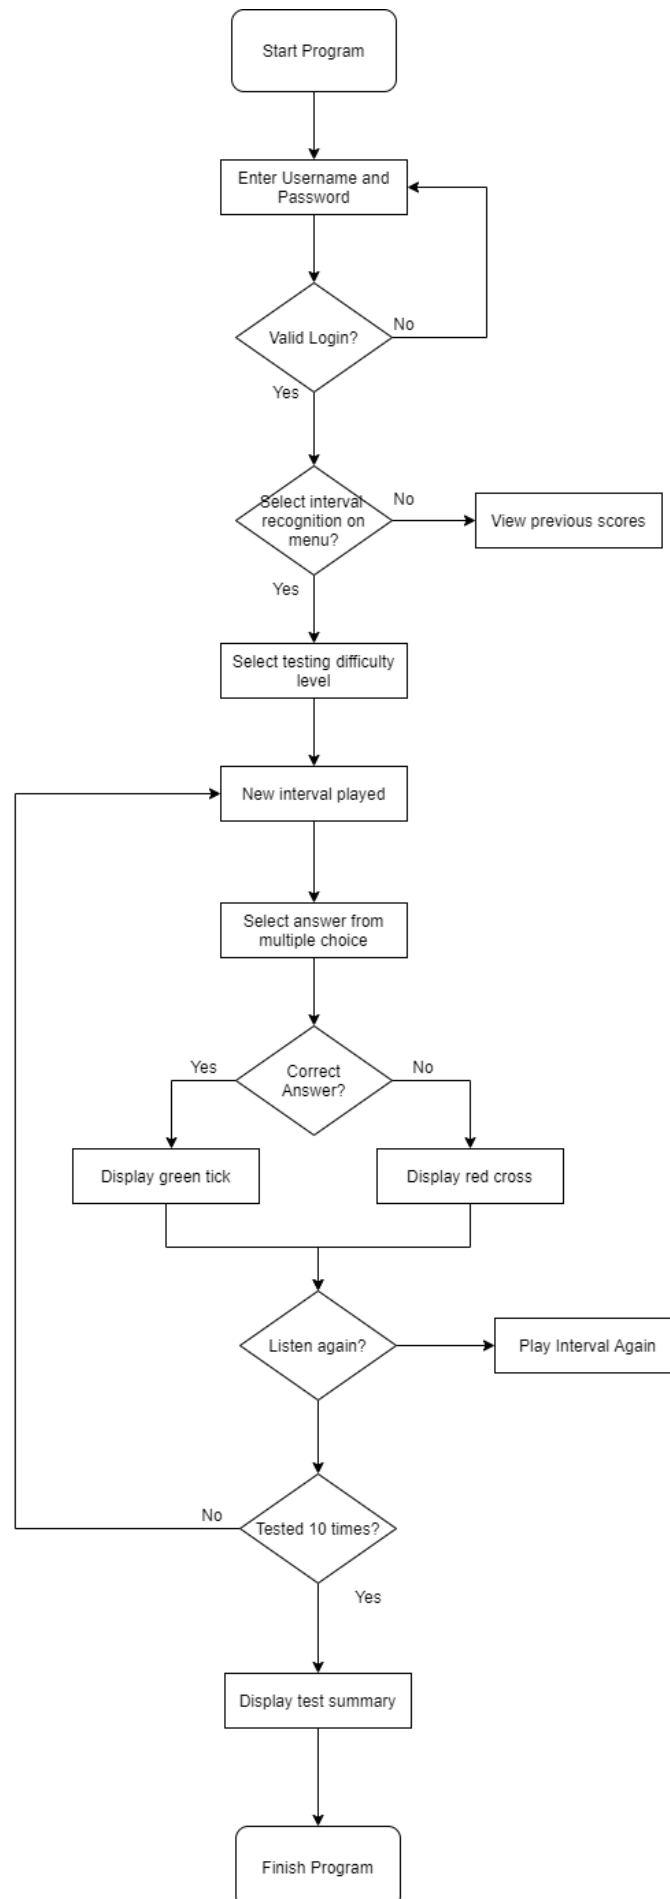 Start Program
Enter Username and
Password
Valid Login?
No
Yes
Select interval
recognition on
menu?
No
View previous scores
Yes
Select testing difficulty
level
New interval played
Select answer from
multiple choice
Yes
Correct
Answer?
No
Display green tick
Display red cross
Listen again?
Play Interval Again
No
Tested 10 times?
Yes
Display test summary
Finish Program